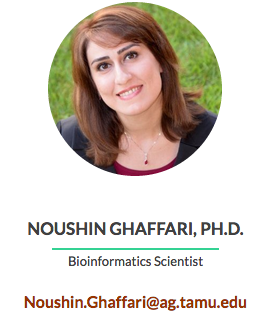 NOUSHIN GHAFFARI, PH.D.
Bioinformatics Scientist
Noushin.Ghaffari@ag.tamu.edu